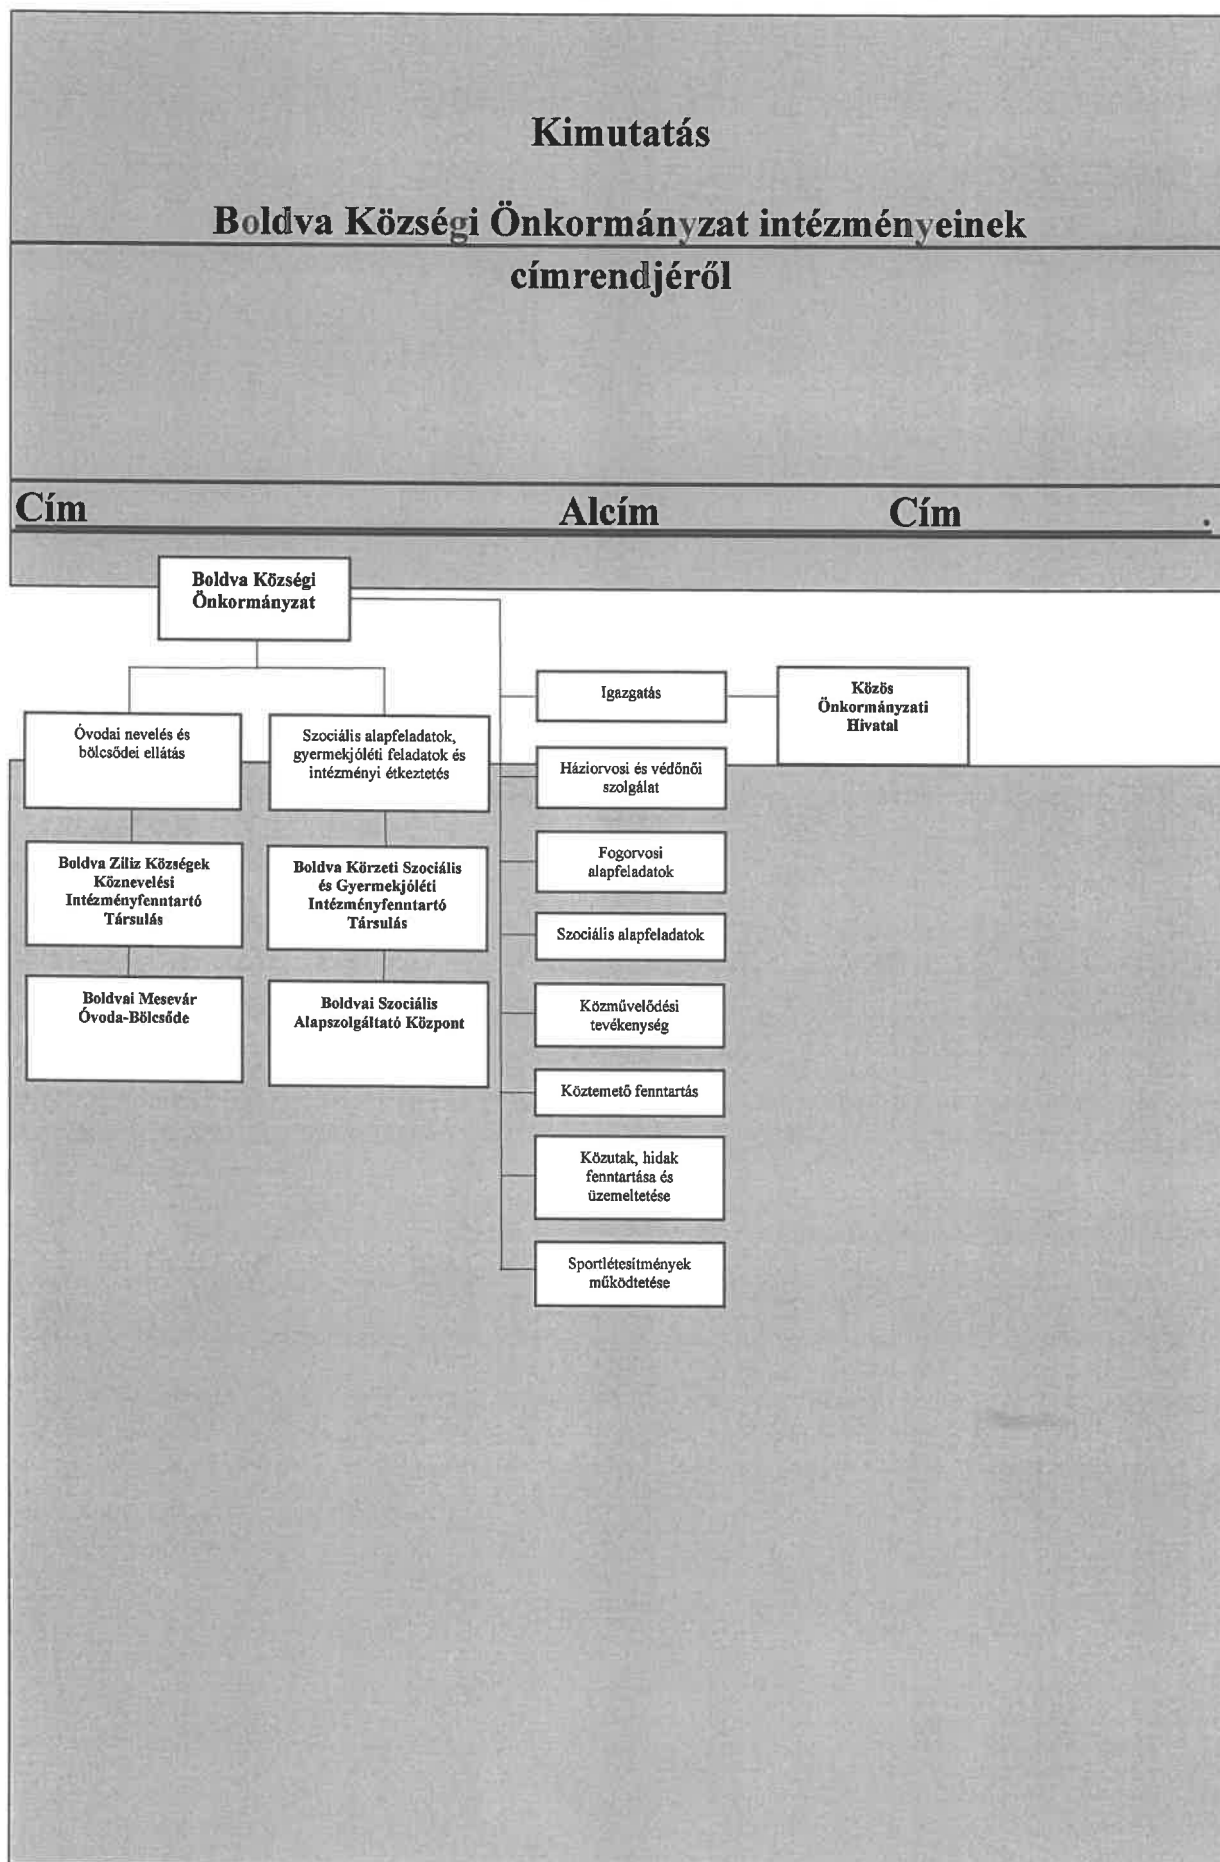 Kimutatás
Boldva Községi Önkormányzat intézményeinek
címrendjéről
Cím Alcím Cím .
Boldva Községi
Önkormányzat
Óvodai nevelés és
bölcsődei ellátás
Szociális alapfeladatok,
gyermekjóléti feladatok és
intézményi étkeztetés
Boldva Ziliz Községek
Köznevelési
Intézményfenntartó
Társulás
Boldva Körzeti Szociális
és Gyermekjóléti
Intézményfenntartó
Társulás
Boldvai Mesevár
Óvoda-Bölcsőde
Boldvai Szociális
Alapszolgáltató Központ
Igazgatás
Közös
Önkormányzati
Hivatal
Háziorvosi és védőnői
szolgálat
Fogorvosi
alapfeladatok
Szociális alapfeladatok
Közművelődési
tevékenység
Köztemető fenntartás
Közutak, hidak
fenntartása és
üzemeltetése
Sportlétesítmények
működtetése